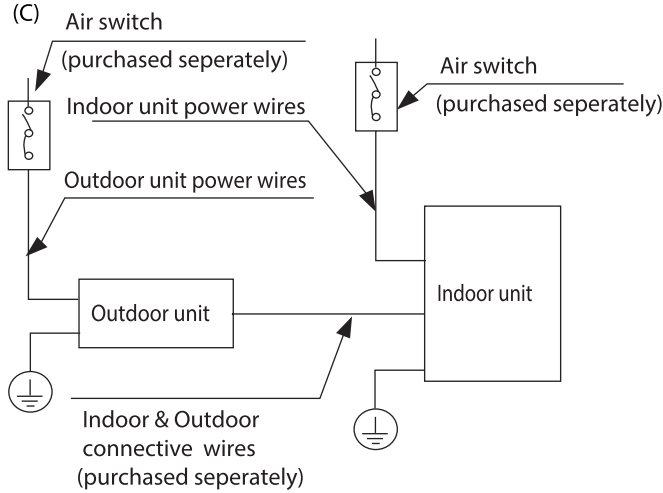 (C)
Air switch
(purchased seperately)
Air switch
(purchased seperately)
Indoor unit power wires
Outdoor unit power wires
Outdoor unit
Indoor unit
Indoor & Outdoor
connective wires
(purchased seperately)